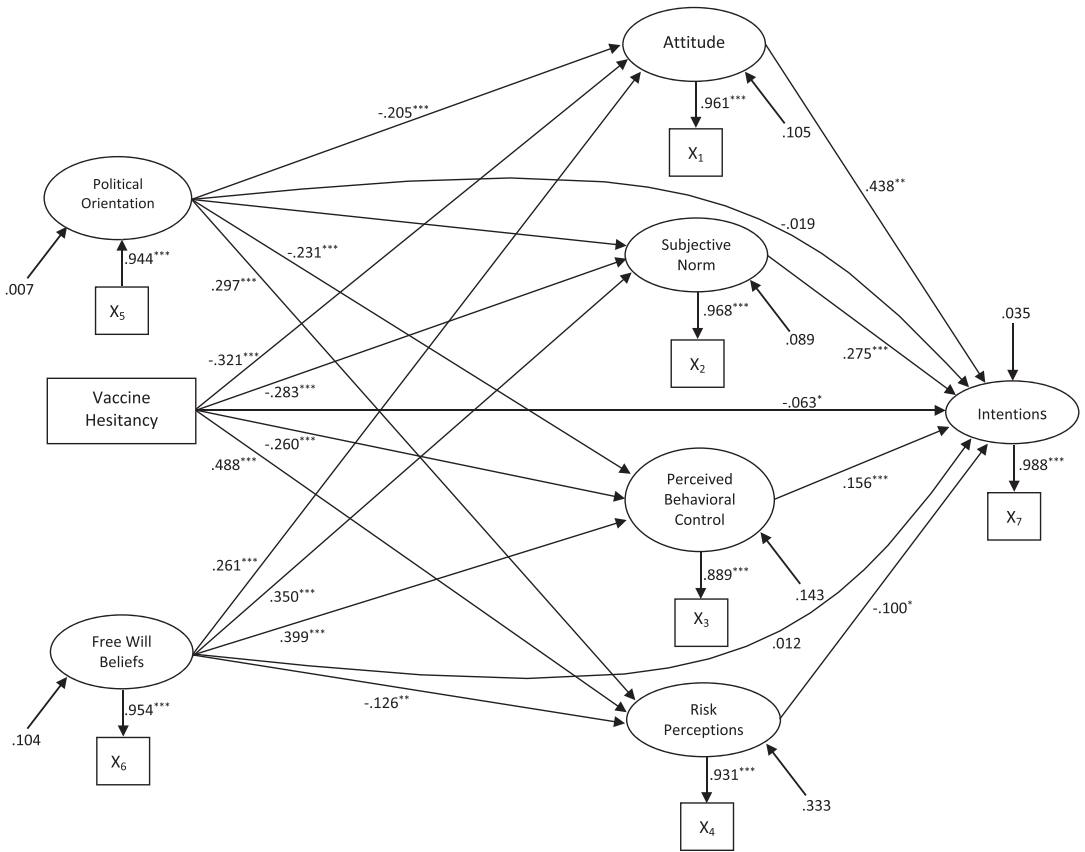 Attitude
-.205***
.961***
.105
X1
Political
Orientation
.438**
-.019
Subjective
Norm
-.231***
.944***
.297***
.007
X5
.968***
.089
.035
-.321***
.275***
X2
Vaccine
Hesitancy
-.283***
-.063*
Intentions
-.260***
.488***
.988***
Perceived
Behavioral
Control
.156***
X7
.261***
.889***
.350***
.143
-.100*
X3
.399***
Free Will
Beliefs
.012
.954***
-.126**
Risk
Perceptions
.104
X6
.931***
.333
X4